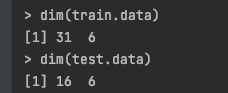 > dim(train.data)
[1] 31  6
> dim(test.data)
[1] 16  6